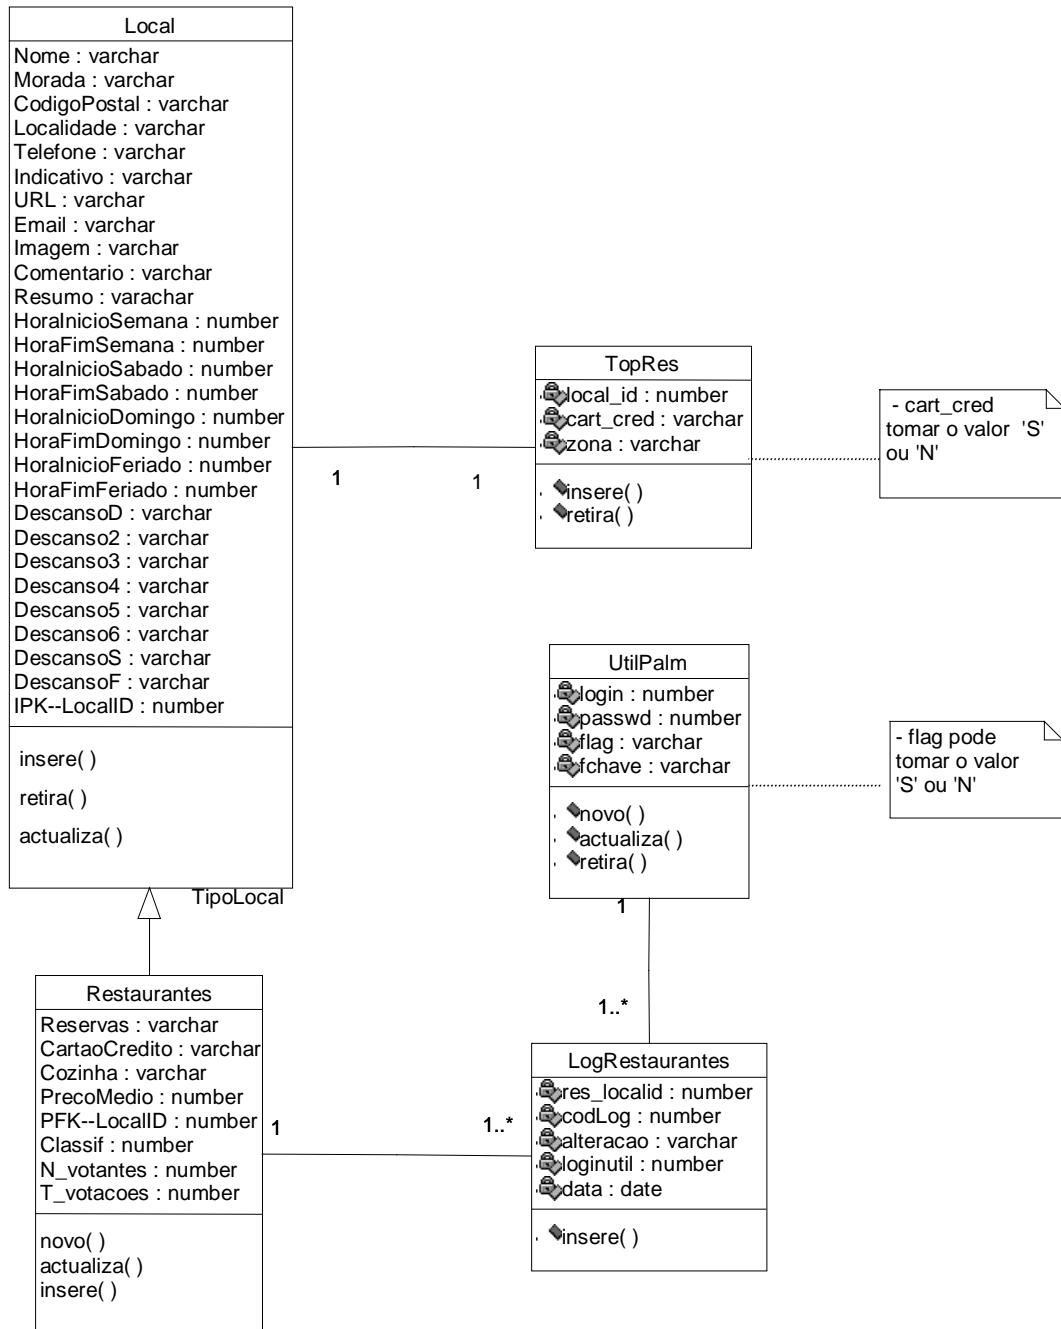 Local
Nome : varchar
Morada : varchar
CodigoPostal : varchar
Localidade : varchar
Telefone : varchar
Indicativo : varchar
URL : varchar
Email : varchar
Imagem : varchar
Comentario : varchar
Resumo : varachar
HoraInicioSemana : number
HoraFimSemana : number
HoraInicioSabado : number
HoraFimSabado : number
HoraInicioDomingo : number
HoraFimDomingo : number
HoraInicioFeriado : number
HoraFimFeriado : number
DescansoD : varchar
Descanso2 : varchar
Descanso3 : varchar
Descanso4 : varchar
Descanso5 : varchar
Descanso6 : varchar
DescansoS : varchar
DescansoF : varchar
IPK--LocalID : number
insere( )
retira( )
actualiza( )
TipoLocal
1
1
TopRes
local_id : number
cart_cred : varchar
zona : varchar
insere( )
retira( )
- cart_cred
tomar o valor 'S'
ou 'N'
UtilPalm
login : number
passwd : number
flag : varchar
fchave : varchar
novo( )
actualiza( )
retira( )
- flag pode
tomar o valor
'S' ou 'N'
1
1..*
Restaurantes
Reservas : varchar
CartaoCredito : varchar
Cozinha : varchar
PrecoMedio : number
PFK--LocalID : number
Classif : number
N_votantes : number
T_votacoes : number
novo( )
actualiza( )
insere( )
1
1..*
LogRestaurantes
res_localid : number
codLog : number
alteracao : varchar
loginutil : number
data : date
insere( )